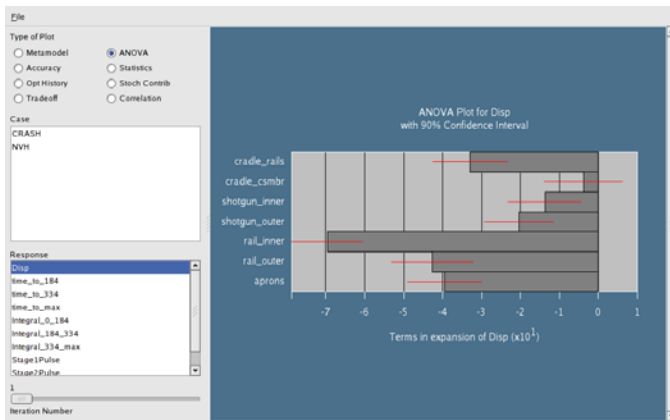 File
Type of Plot
Metamodel
ANOVA
Accuracy
Statistics
Opt History
Stoch Contrib
Tradeoff
Correlation
Case
CRASH
NVH
Response
Disp
time_to_184
time_to_334
time_to_max
Integral_0_184
Integral_184_334
Integral_334_max
Stage1Pulse
Stage2Pulse
1
Iteration Number
ANOVA Plot for Disp
with 90% Confidence Interval
cradle_rails
cradle_csmbr
shotgun_inner
shotgun_outer
rail_inner
rail_outer
aprons
-7 -6 -5 -4 -3 -2 -1 0 1
Terms in expansion of Disp (x10¹)